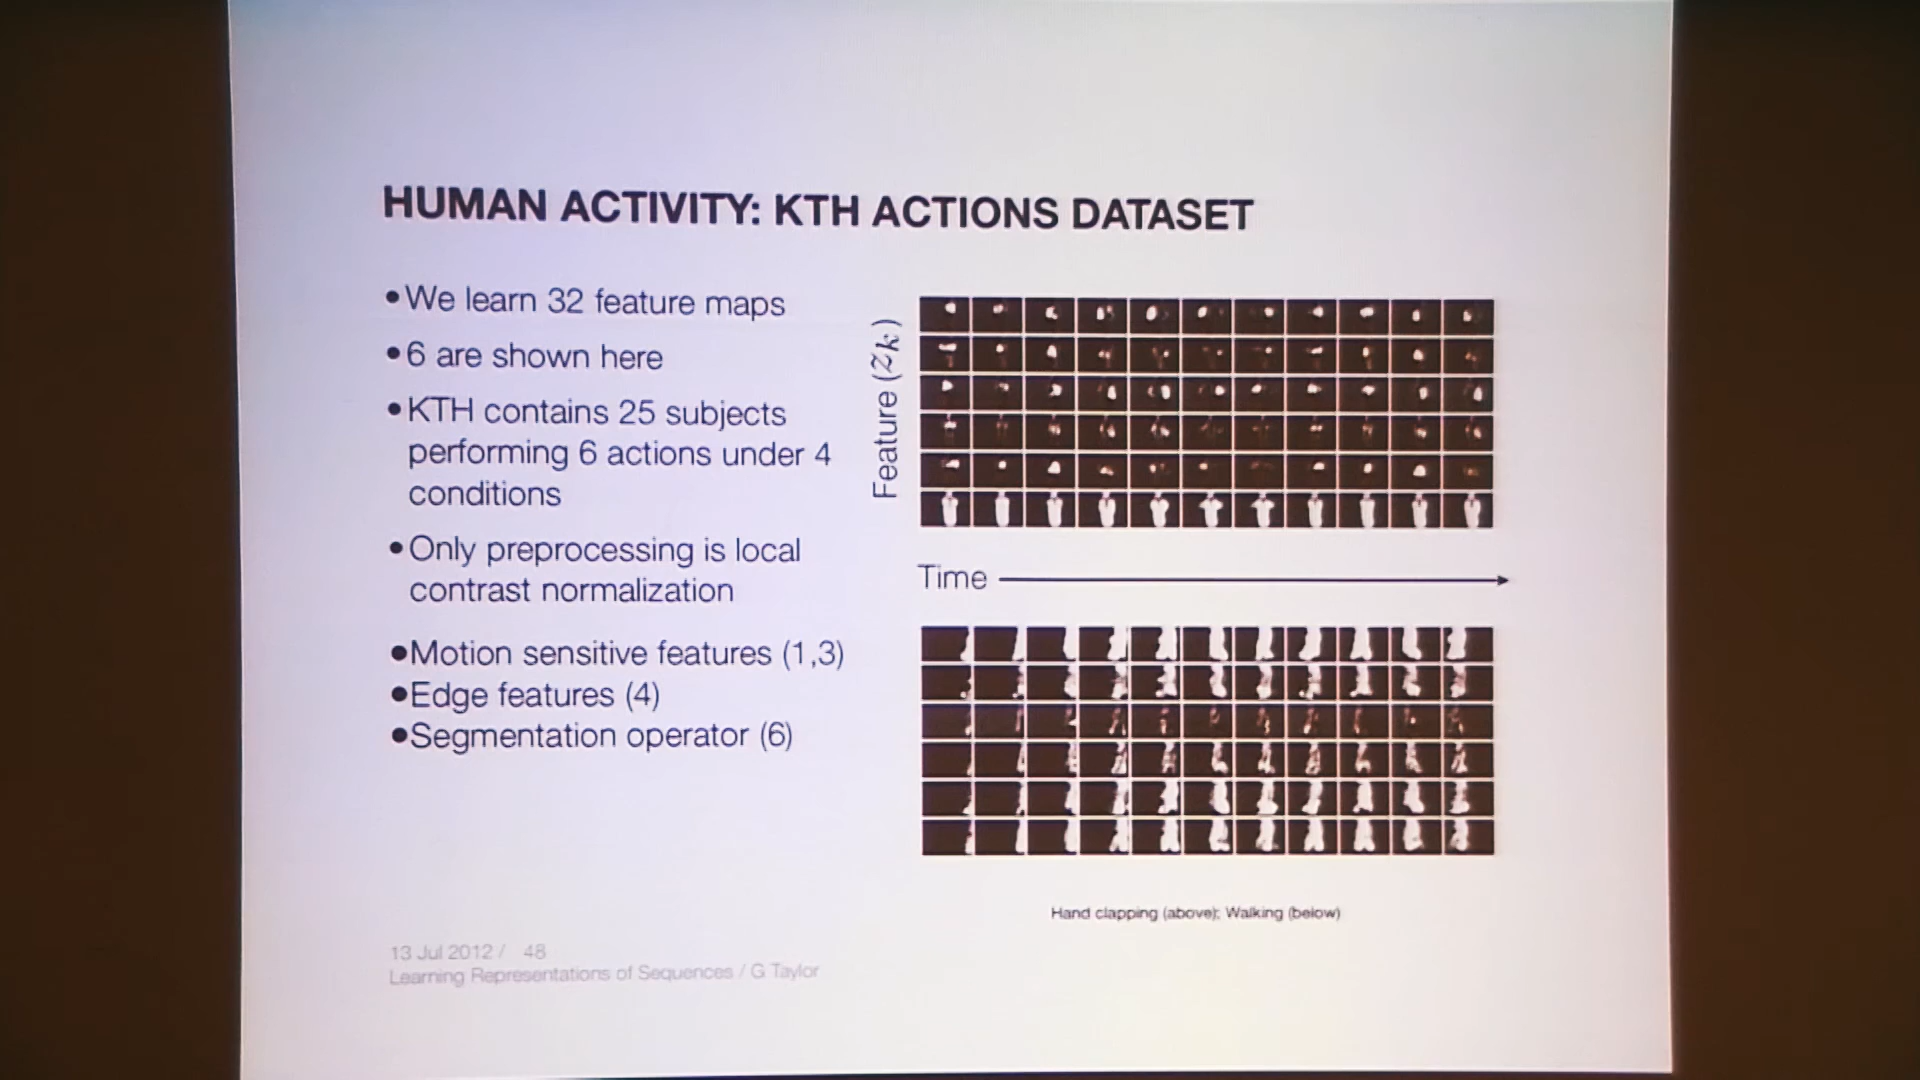 HUMAN ACTIVITY: KTH ACTIONS DATASET
•We learn 32 feature maps
•6 are shown here
•KTH contains 25 subjects
performing 6 actions under 4
conditions
•Only preprocessing is local
contrast normalization
•Motion sensitive features (1,3)
•Edge features (4)
•Segmentation operator (6)
Feature (zk)
Time
Hand clapping (above); Walking (below)
13 Jul 2012 / 48
Learning Representations of Sequences / G Taylor